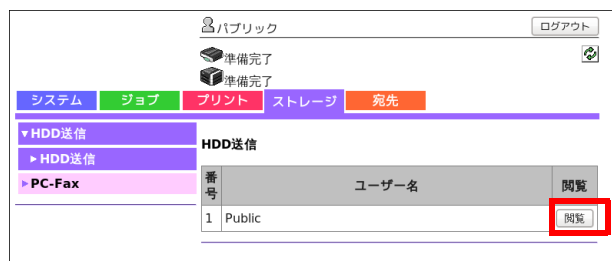 パブリック
ログアウト
準備完了
準備完了
システム
ジョブ
プリント
ストレージ
宛先
▼HDD送信
▶HDD送信
▶PC-Fax
HDD送信
番号
ユーザー名
閲覧
1
Public
閲覧